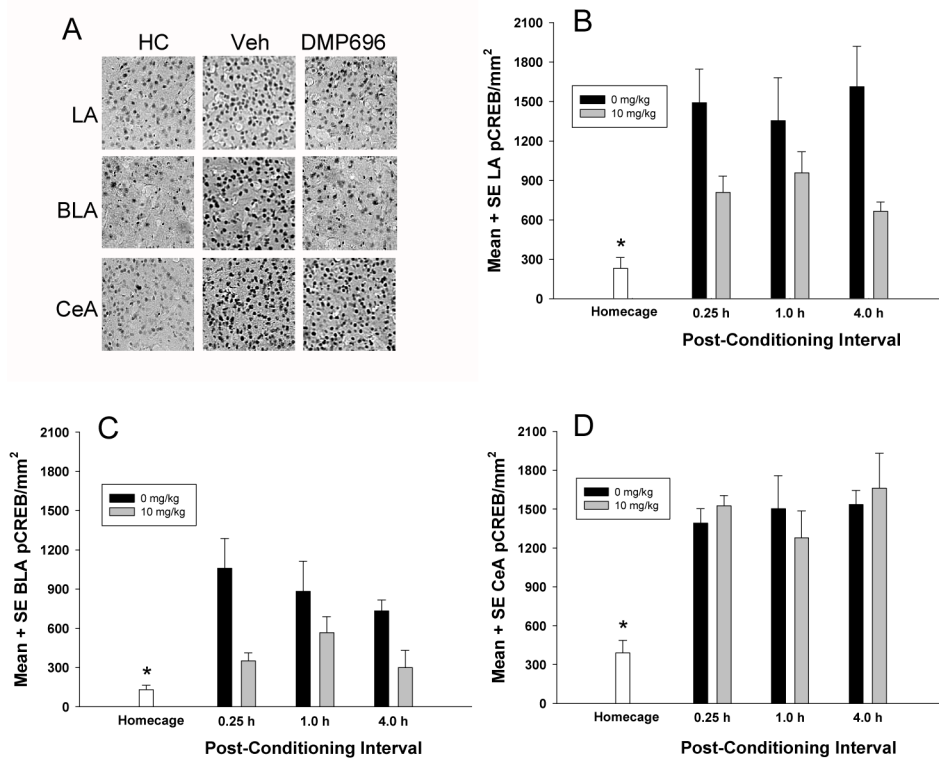 A
HC Veh DMP696
LA
BLA
CeA
B
Mean + SE LA pCREB/mm²
2100
1800
1500
1200
900
600
300
0
0 mg/kg
10 mg/kg
*
Homecage 0.25 h 1.0 h 4.0 h
Post-Conditioning Interval
C
Mean + SE BLA pCREB/mm²
2100
1800
1500
1200
900
600
300
0
0 mg/kg
10 mg/kg
*
Homecage 0.25 h 1.0 h 4.0 h
Post-Conditioning Interval
D
Mean + SE CeA pCREB/mm²
2100
1800
1500
1200
900
600
300
0
0 mg/kg
10 mg/kg
*
Homecage 0.25 h 1.0 h 4.0 h
Post-Conditioning Interval